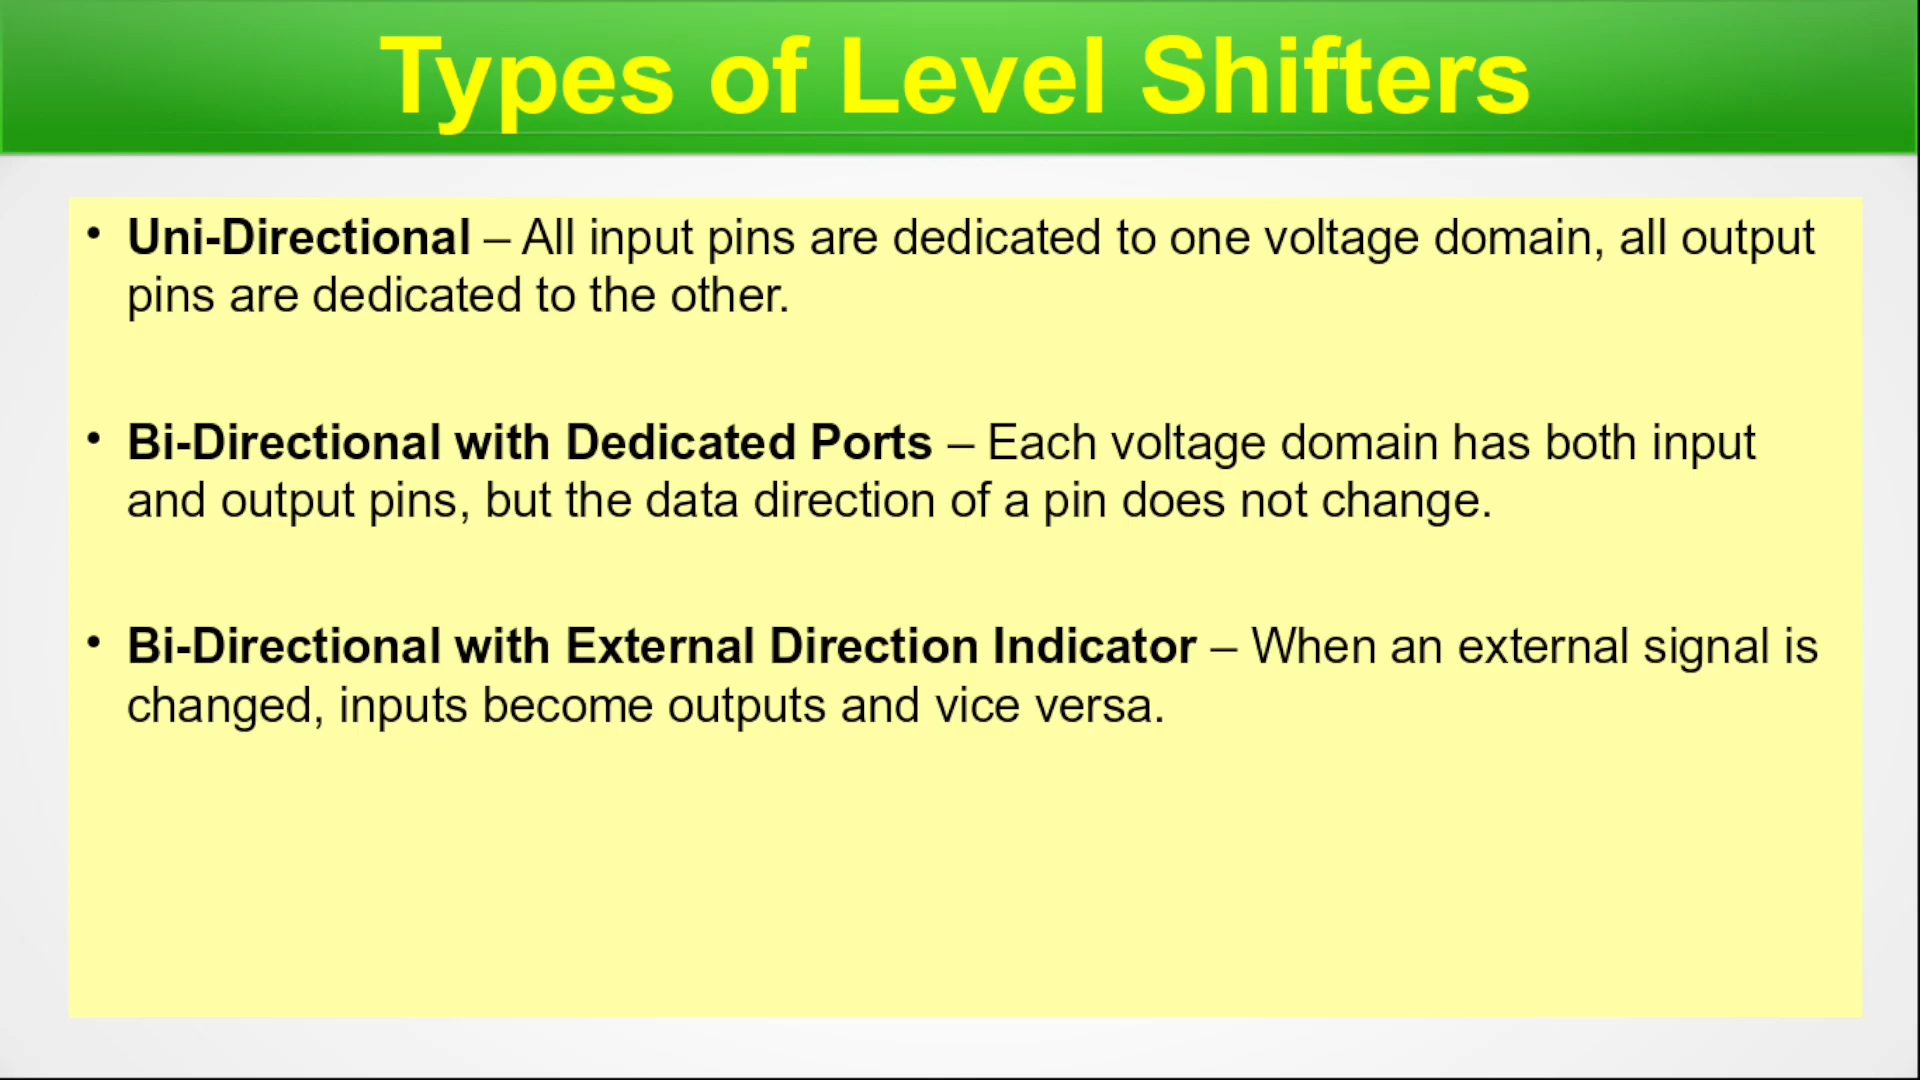 Types of Level Shifters
• Uni-Directional – All input pins are dedicated to one voltage domain, all output
pins are dedicated to the other.
• Bi-Directional with Dedicated Ports – Each voltage domain has both input
and output pins, but the data direction of a pin does not change.
• Bi-Directional with External Direction Indicator – When an external signal is
changed, inputs become outputs and vice versa.